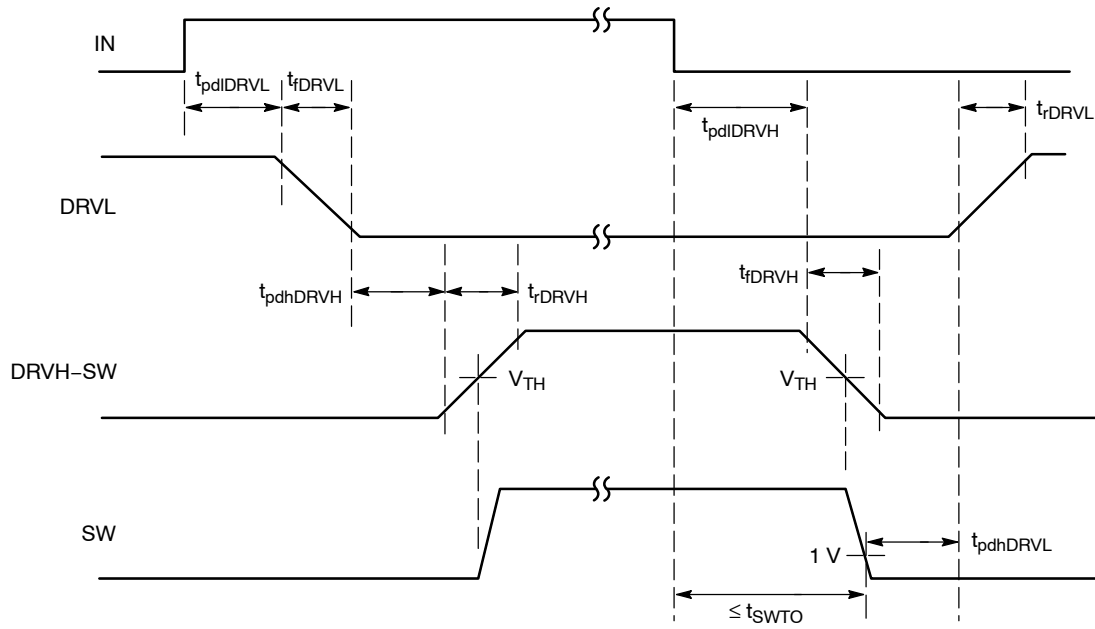 IN
tpdlDRVL
tfDRVL
tpdlDRVH
trDRVL
DRVL
tpdhDRVH
trDRVH
tfDRVH
DRVH–SW
VTH
VTH
SW
1 V
tpdhDRVL
≤ tSWTO